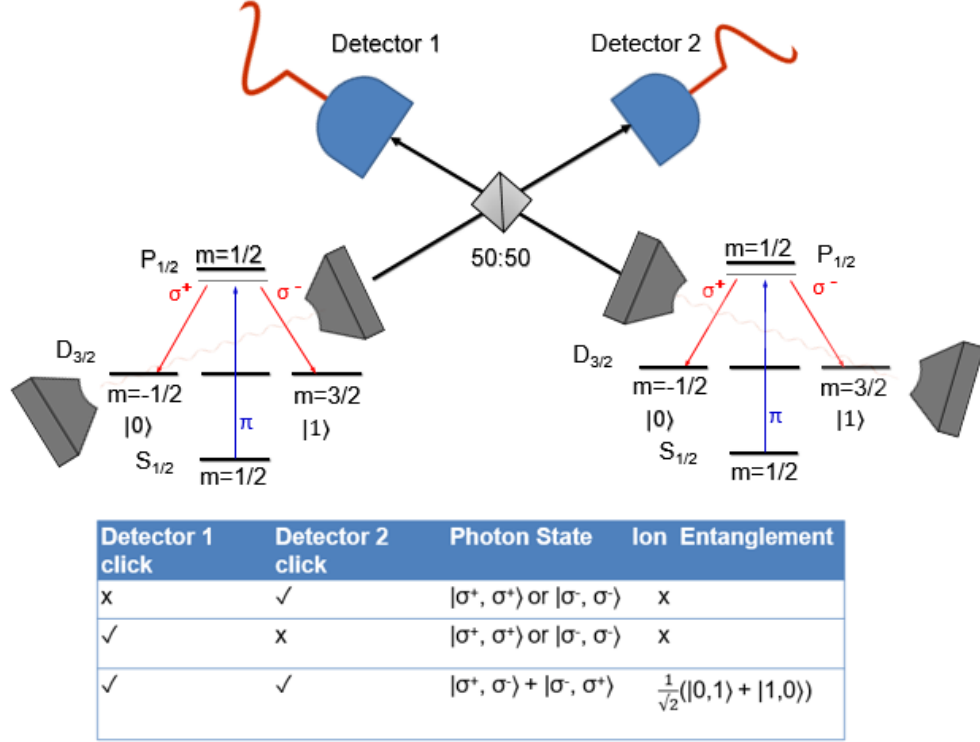 Detector 1
Detector 2
50:50
P1/2
m=1/2
σ+
σ-
D3/2
m=-1/2
m=3/2
|0⟩
π
|1⟩
S1/2
m=1/2
m=1/2
P1/2
σ+
σ-
D3/2
m=-1/2
m=3/2
|0⟩
π
|1⟩
S1/2
m=1/2
Detector 1 click Detector 2 click Photon State Ion Entanglement
x ✓ |σ+, σ+⟩ or |σ-, σ-⟩ x
✓ x |σ+, σ+⟩ or |σ-, σ-⟩ x
✓ ✓ |σ+, σ-⟩ + |σ-, σ+⟩ 1/√2(|0,1⟩ + |1,0⟩)